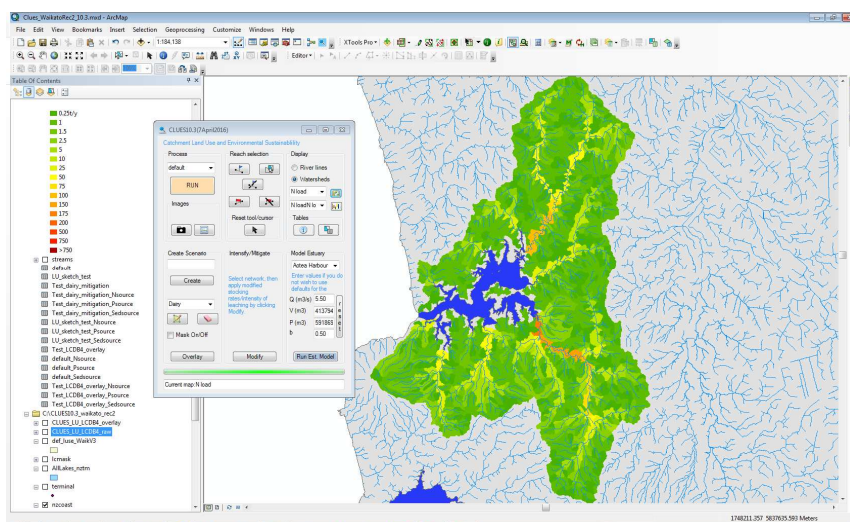 Clues_WaikatoRec2_10.3.mxd - ArcMap
File Edit View Bookmarks Insert Selection Geoprocessing Customize Windows Help
1:184,138
XTools Pro
Editor
Table Of Contents
0.25t/y
1
1.5
2.5
5
10
25
50
75
100
150
175
200
500
750
>750
streams
default
LU_sketch_test
Test_dairy_mitigation
Test_dairy_mitigation_Nsource
Test_dairy_mitigation_Psource
Test_dairy_mitigation_Sedsource
LU_sketch_test_Nsource
LU_sketch_test_Psource
LU_sketch_test_Sedsource
Test_LCDB4_overlay
default_Nsource
default_Psource
default_Sedsource
Test_LCDB4_overlay_Nsource
Test_LCDB4_overlay_Psource
Test_LCDB4_overlay_Sedsource
C:\CLUES10.3_waikato_rec2
CLUES_LU_LCDB4_overlay
CLUES_LU_LCDB4_raw
def_luse_WaikV3
lcmask
AllLakes_nztm
terminal
nzcoast
CLUES10.3(7April2016)
Catchment Land Use and Environmental Sustainability
Process
Reach selection
Display
default
RUN
River lines
Watersheds
N load
NloadN lo
Images
Reset tool/cursor
Tables
Create Scenario
Intensify/Mitigate
Model Estuary
Create
Dairy
Mask On/Off
Overlay
Select network, then
apply modified
stocking
rates/intensity of
leaching by clicking
Modify.
Modify
Aotea Harbour
Enter values if you do
not wish to use
defaults for the
Q (m3/s) 5.50
V (m3) 413794
P (m3) 591869
b 0.50
r
e
s
e
t
Run Est. Model
Current map:N load
1748211.357 5837635.593 Meters